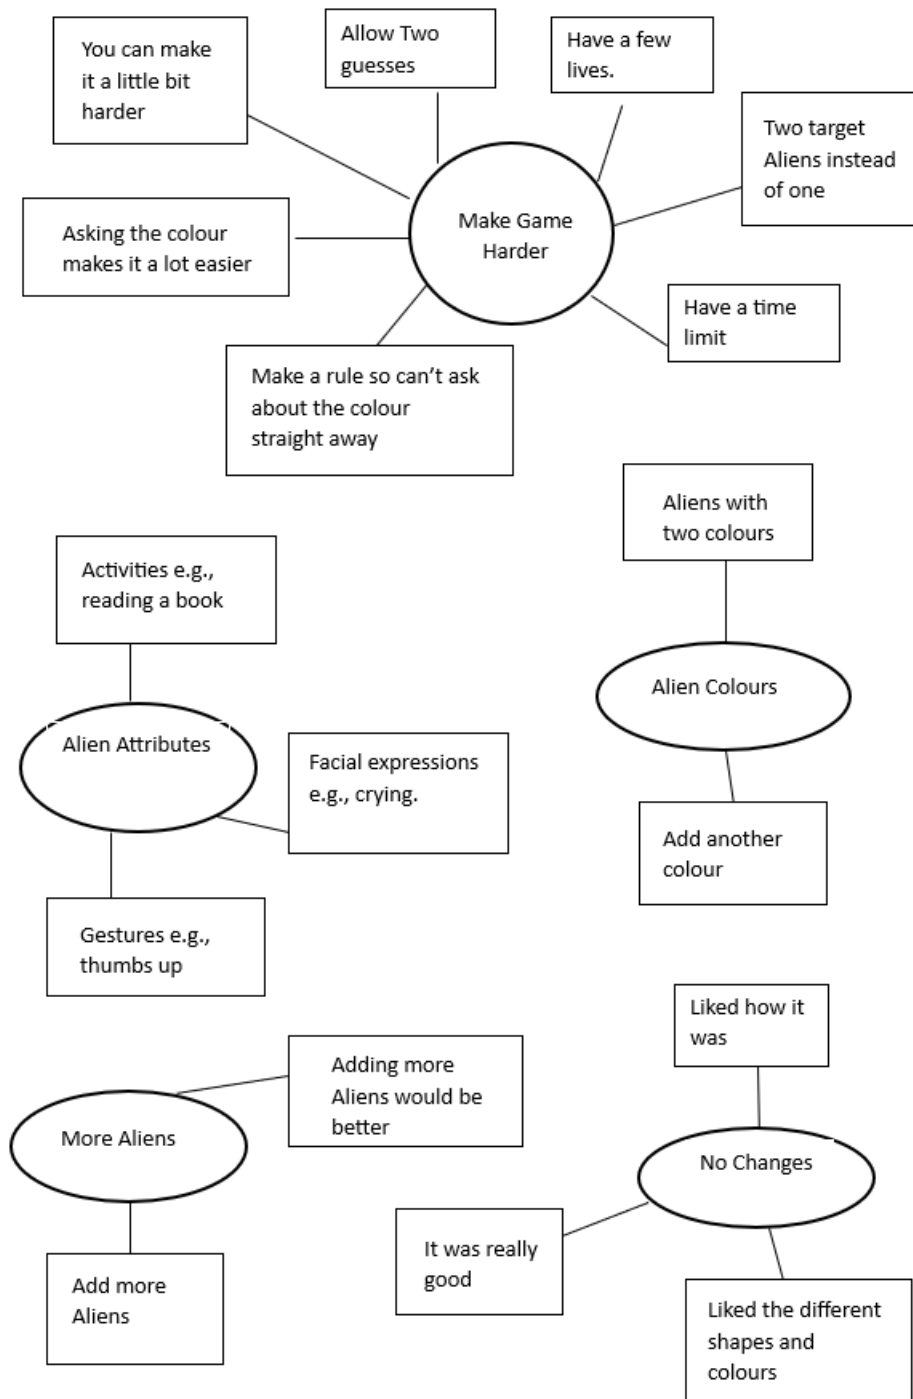 You can make
it a little bit
harder
Allow Two
guesses
Have a few
lives.
Two target
Aliens instead
of one
Make Game
Harder
Asking the colour
makes it a lot easier
Have a time
limit
Make a rule so can’t ask
about the colour
straight away
Aliens with
two colours
Activities e.g.,
reading a book
Alien Colours
Alien Attributes
Facial expressions
e.g., crying.
Add another
colour
Gestures e.g.,
thumbs up
Liked how it
was
Adding more
Aliens would be
better
More Aliens
No Changes
It was really
good
Add more
Aliens
Liked the different
shapes and
colours